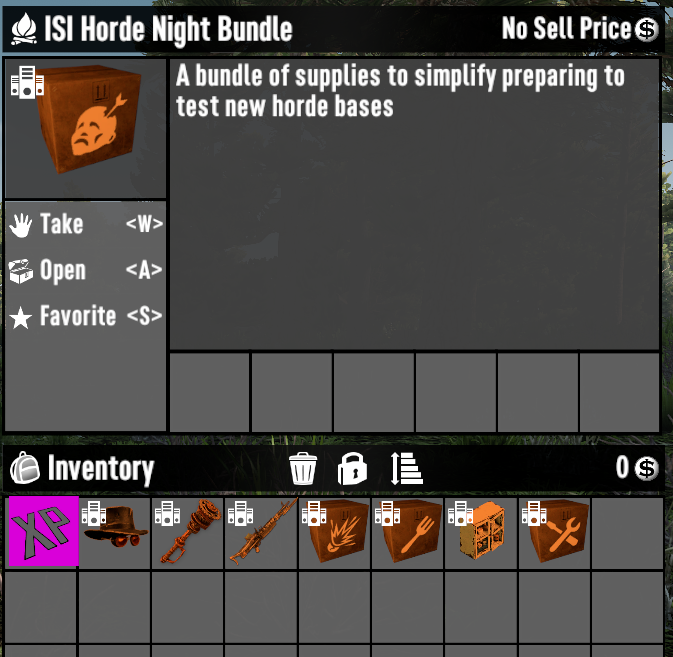 ISI Horde Night Bundle
No Sell Price
A bundle of supplies to simplify preparing to
test new horde bases
Take <W>
Open <A>
Favorite <S>
Inventory
0
XP